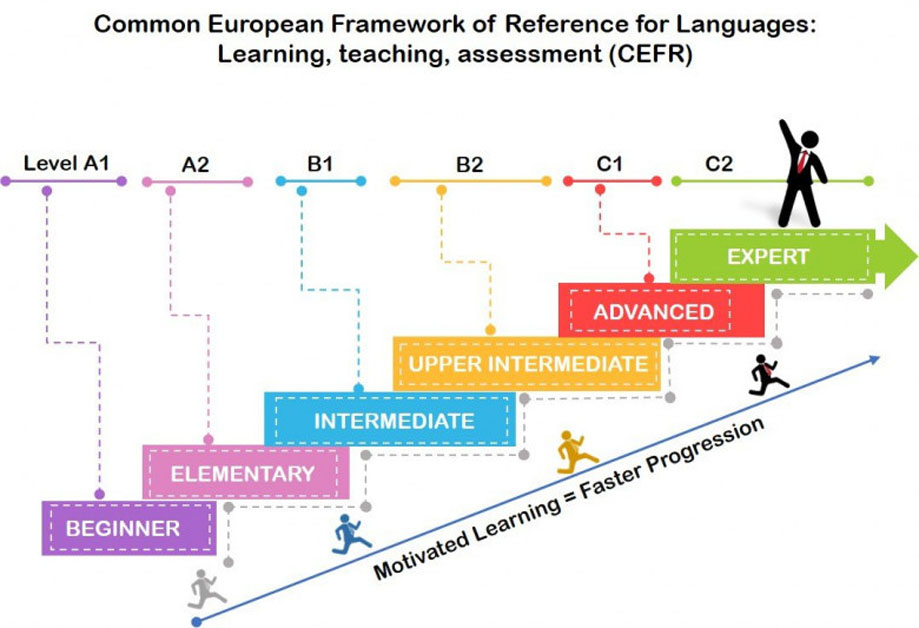 Common European Framework of Reference for Languages:
Learning, teaching, assessment (CEFR)
Level A1
A2
B1
B2
C1
C2
EXPERT
ADVANCED
UPPER INTERMEDIATE
INTERMEDIATE
ELEMENTARY
BEGINNER
Motivated Learning = Faster Progression